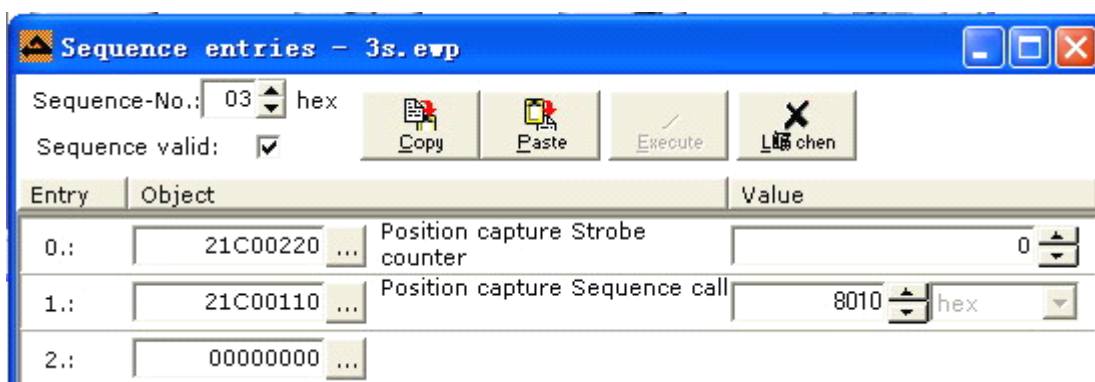 Sequence entries - 3s.ewp
Sequence-No.: 03 hex
Copy Paste Execute
Sequence valid:
Entry Object Value
0.: 21C00220 ... Position capture Strobe counter 0
1.: 21C00110 ... Position capture Sequence call 8010 hex
2.: 00000000 ...